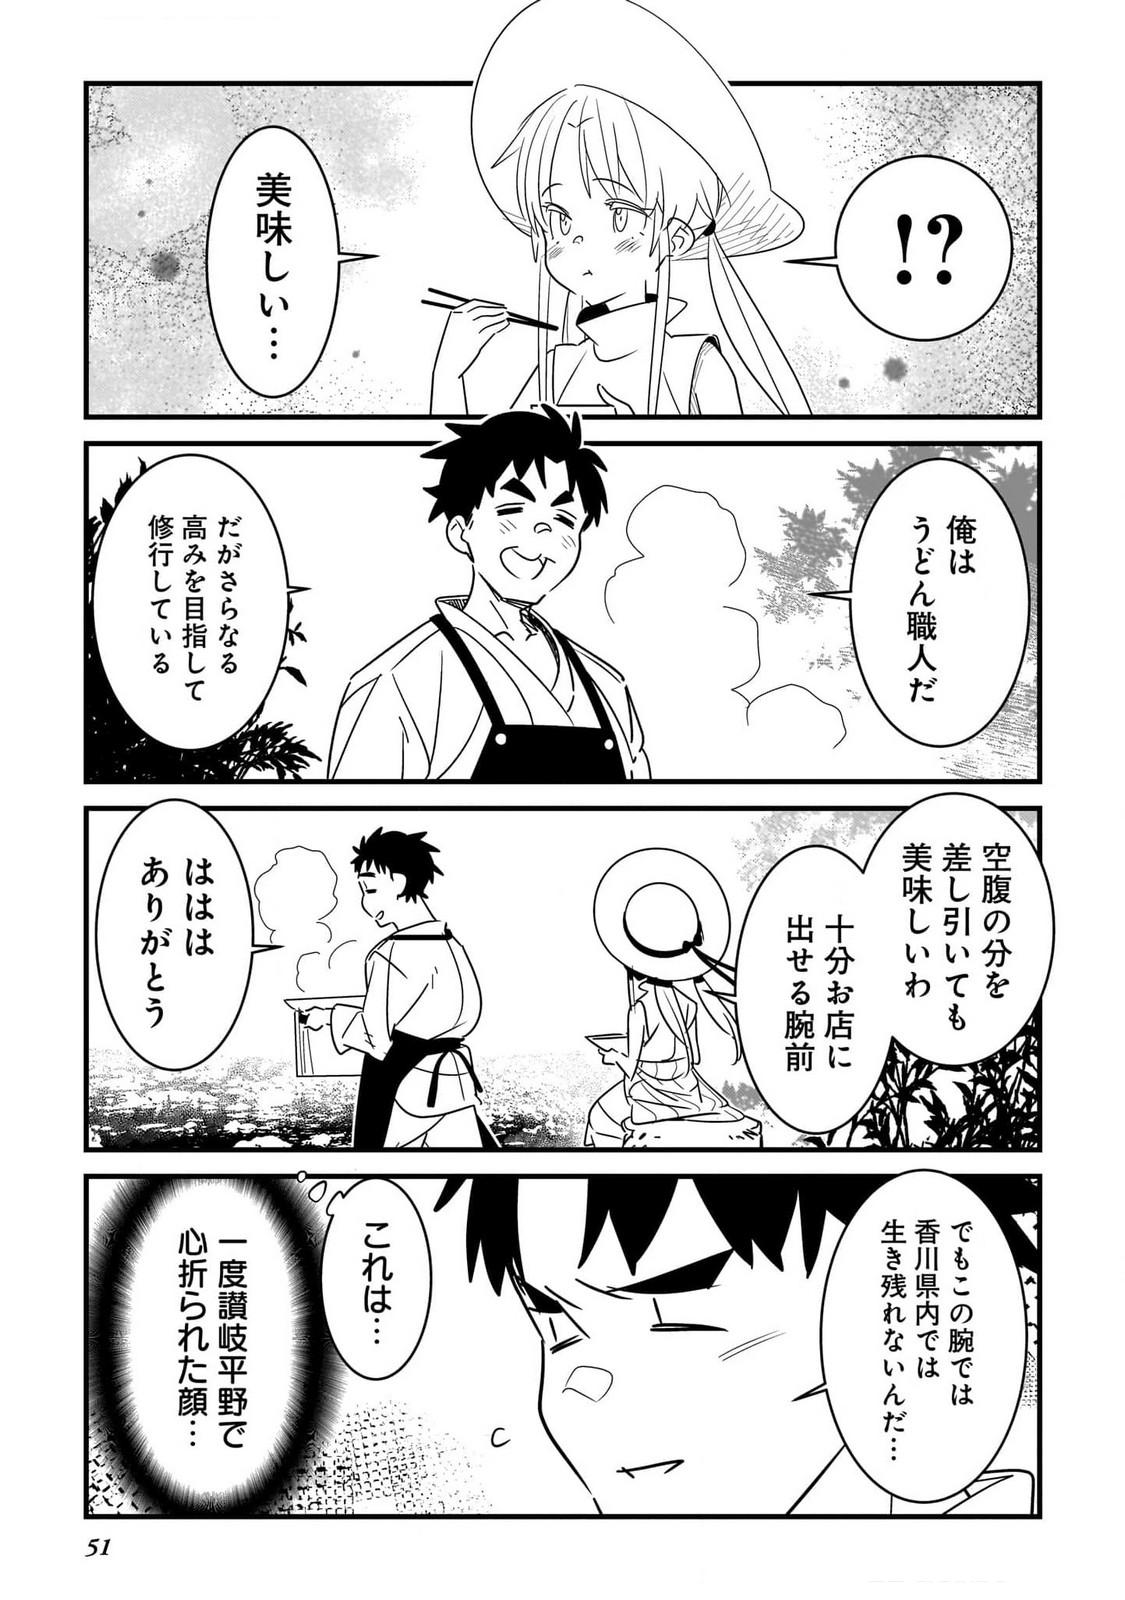 !?
美味しい…
俺は
うどん職人だ
だがさらなる
高みを目指して
修行している
空腹の分を
差し引いても
美味しいわ
十分お店に
出せる腕前
ははは
ありがとう
でもこの腕では
香川県内では
生き残れないんだ…
これは…
一度讃岐平野で
心折られた顔…
51